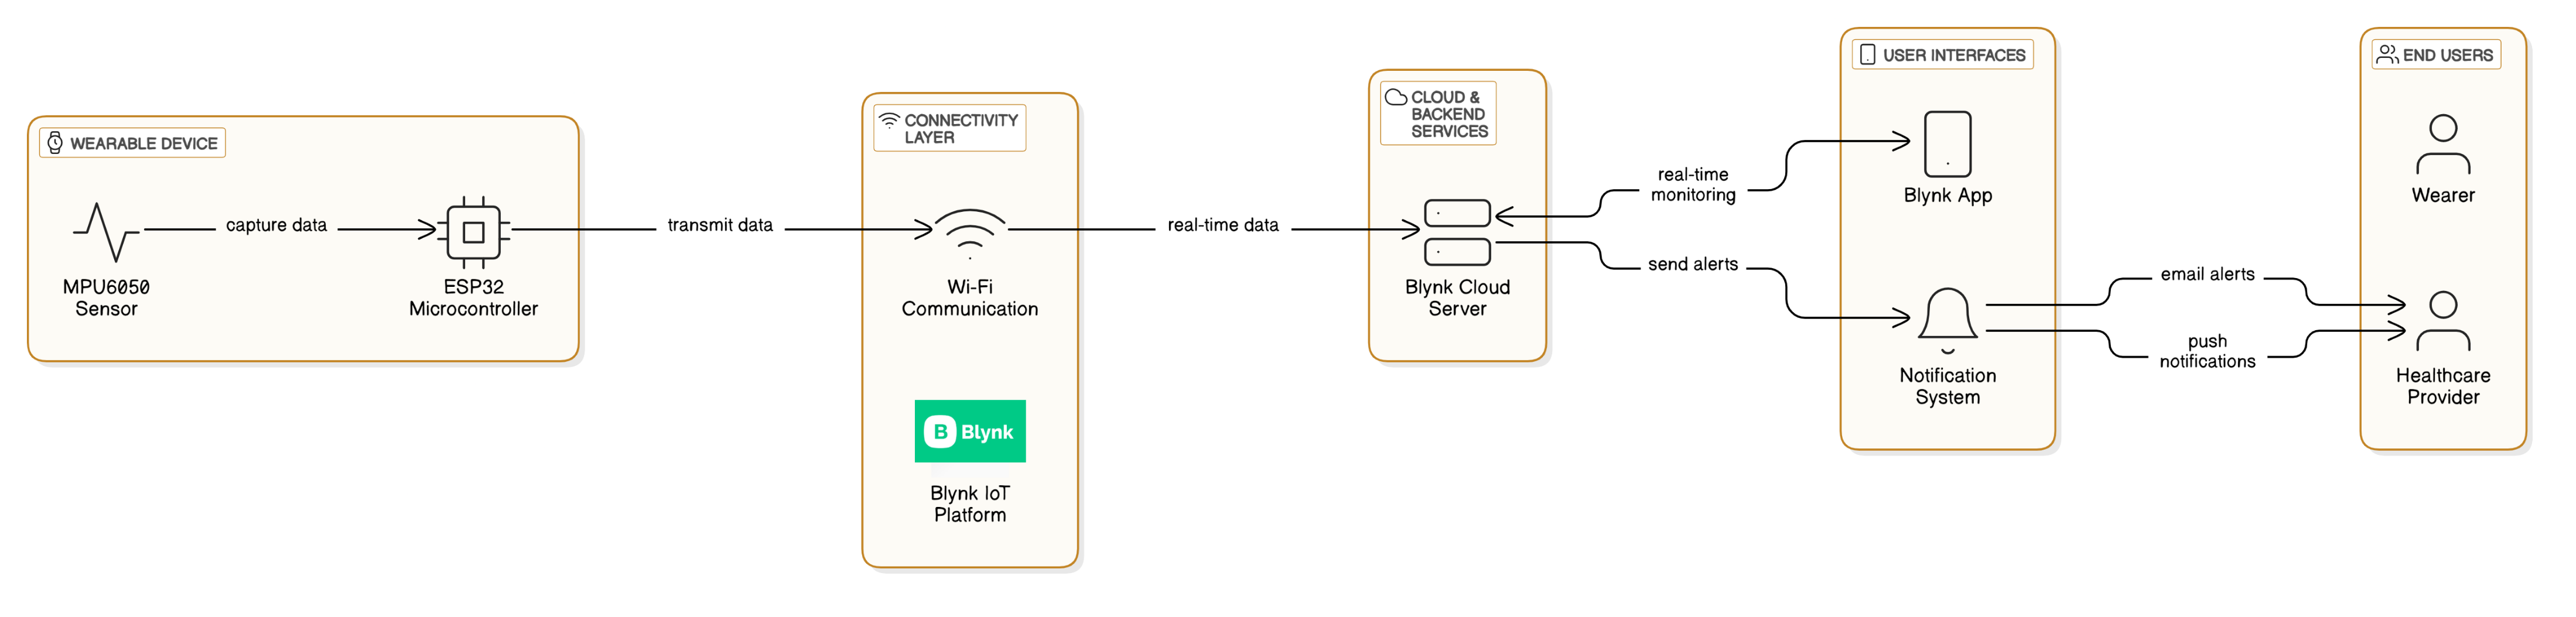 WEARABLE DEVICE
capture data
MPU6050
Sensor
ESP32
Microcontroller
transmit data
CONNECTIVITY
LAYER
Wi-Fi
Communication
B Blynk
Blynk IoT
Platform
real-time data
CLOUD &
BACKEND
SERVICES
Blynk Cloud
Server
real-time
monitoring
send alerts
USER INTERFACES
Blynk App
Notification
System
email alerts
push
notifications
END USERS
Wearer
Healthcare
Provider